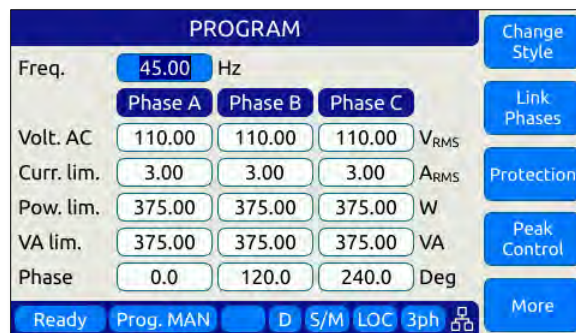 PROGRAM
Change
Style
Freq. 45.00 Hz
Phase A Phase B Phase C
Link
Phases
Volt. AC 110.00 110.00 110.00 VRMS
Curr. lim. 3.00 3.00 3.00 ARMS
Protection
Pow. lim. 375.00 375.00 375.00 W
VA lim. 375.00 375.00 375.00 VA
Peak
Control
Phase 0.0 120.0 240.0 Deg
More
Ready Prog. MAN D S/M LOC 3ph